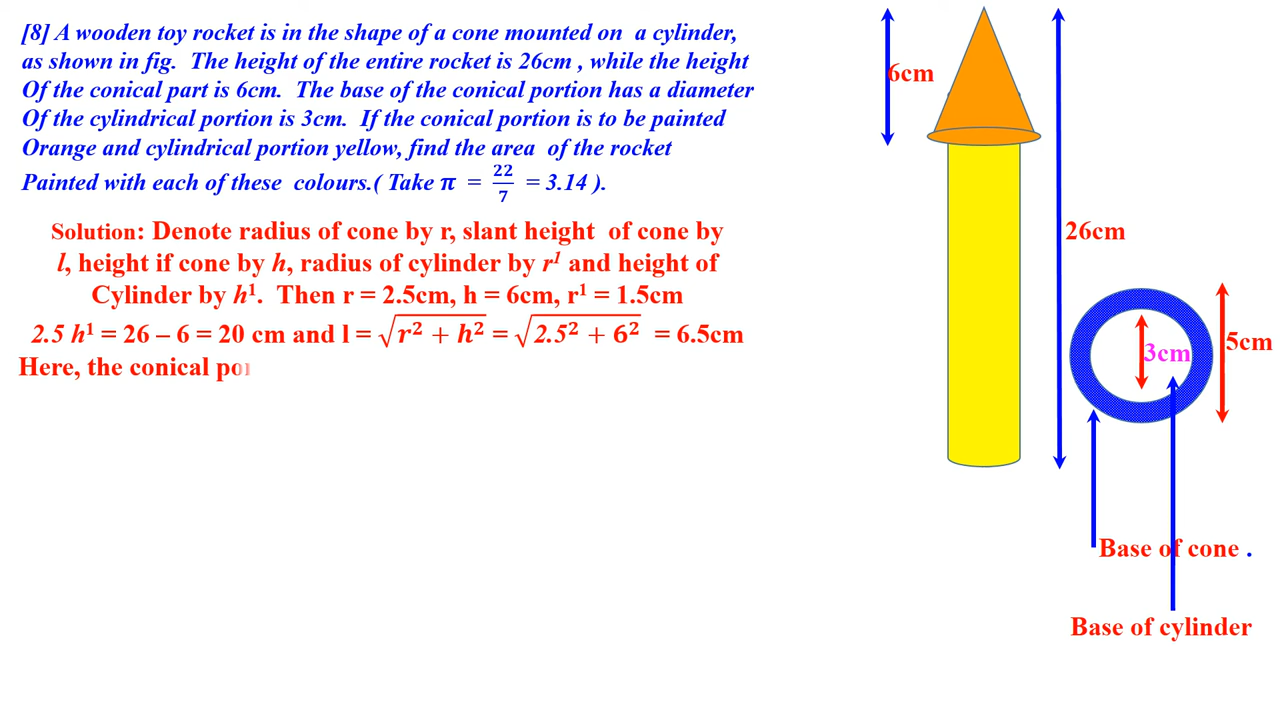 [8] A wooden toy rocket is in the shape of a cone mounted on a cylinder,
as shown in fig. The height of the entire rocket is 26cm , while the height
Of the conical part is 6cm. The base of the conical portion has a diameter
Of the cylindrical portion is 3cm. If the conical portion is to be painted
Orange and cylindrical portion yellow, find the area of the rocket
Painted with each of these colours.( Take π = 22/7 = 3.14 ).
Solution: Denote radius of cone by r, slant height of cone by
l, height if cone by h, radius of cylinder by r¹ and height of
Cylinder by h¹. Then r = 2.5cm, h = 6cm, r¹ = 1.5cm
2.5 h¹ = 26 – 6 = 20 cm and l = √(r² + h²) = √(2.5² + 6²) = 6.5cm
Here, the conical por
6cm
26cm
3cm
5cm
Base of cone .
Base of cylinder